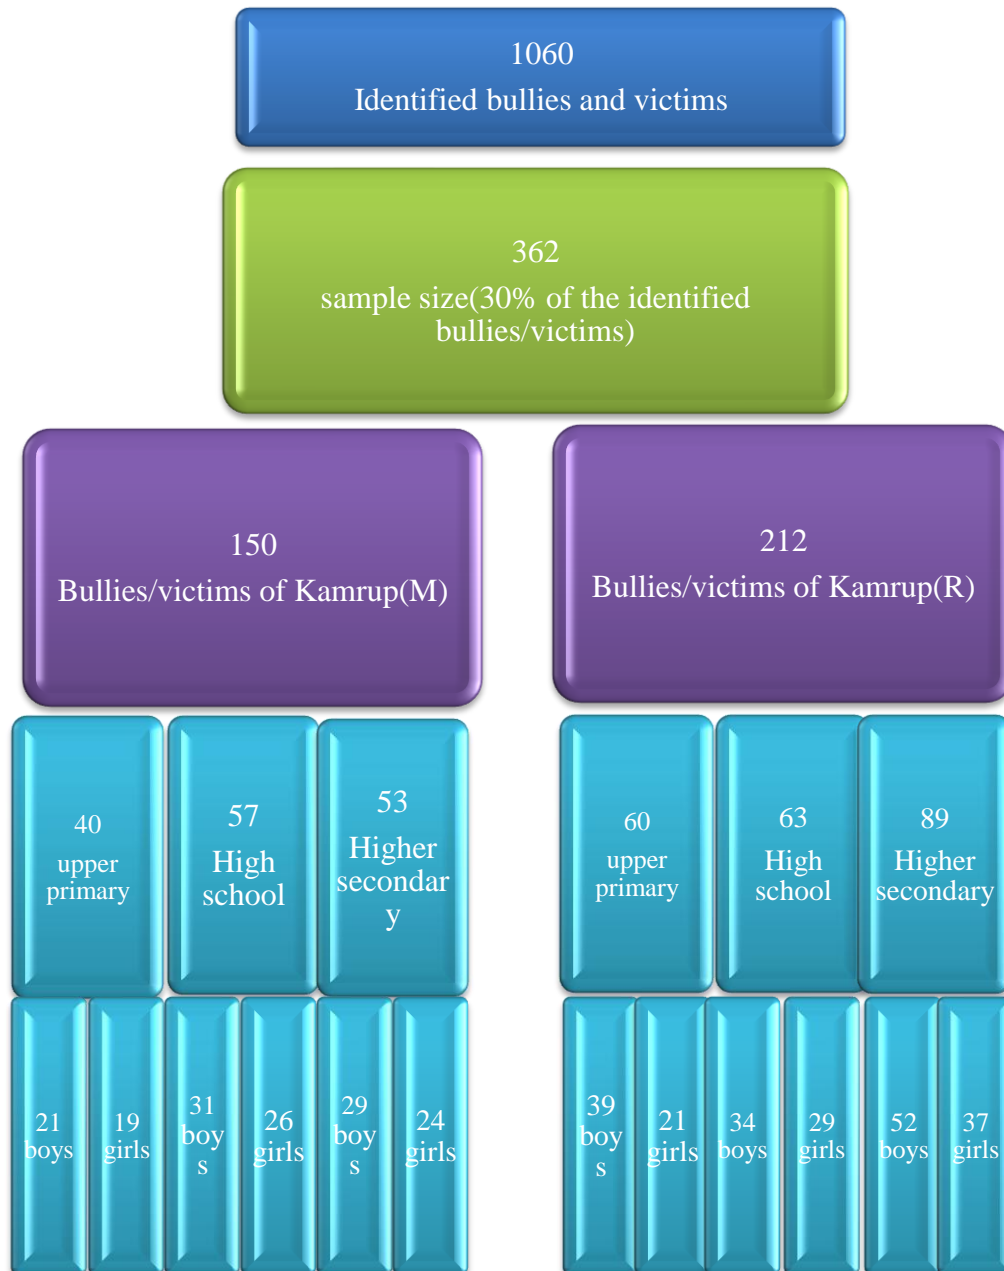 1060
Identified bullies and victims
362
sample size(30% of the identified
bullies/victims)
150
Bullies/victims of Kamrup(M)
212
Bullies/victims of Kamrup(R)
40
upper
primary
57
High
school
53
Higher
secondar
y
60
upper
primary
63
High
school
89
Higher
secondary
21
boys
19
girls
31
boy
s
26
girls
29
boy
s
24
girls
39
boy
s
21
girls
34
boys
29
girls
52
boys
37
girls